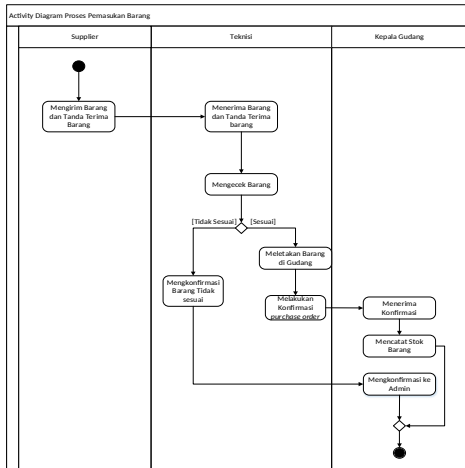 Activity Diagram Proses Pemasukan Barang
Supplier
Teknisi
Kepala Gudang
Mengirim Barang
dan Tanda Terima
Barang
Menerima Barang
dan Tanda Terima
barang
Mengecek Barang
[Tidak Sesuai]
[Sesuai]
Meletakan Barang
di Gudang
Mengkonfirmasi
Barang Tidak
sesuai
Melakukan
Konfirmasi
purchase order
Menerima
Konfirmasi
Mencatat Stok
Barang
Mengkonfirmasi ke
Admin